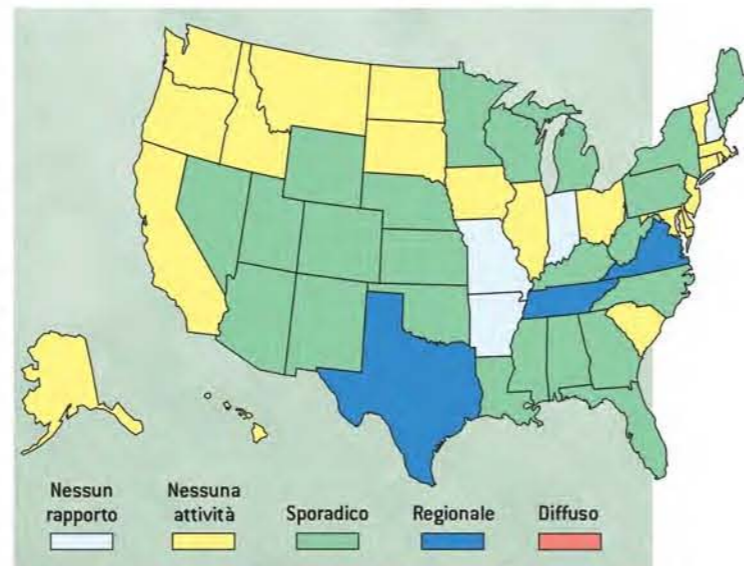 Nessun
rapporto
Nessuna
attività
Sporadico
Regionale
Diffuso